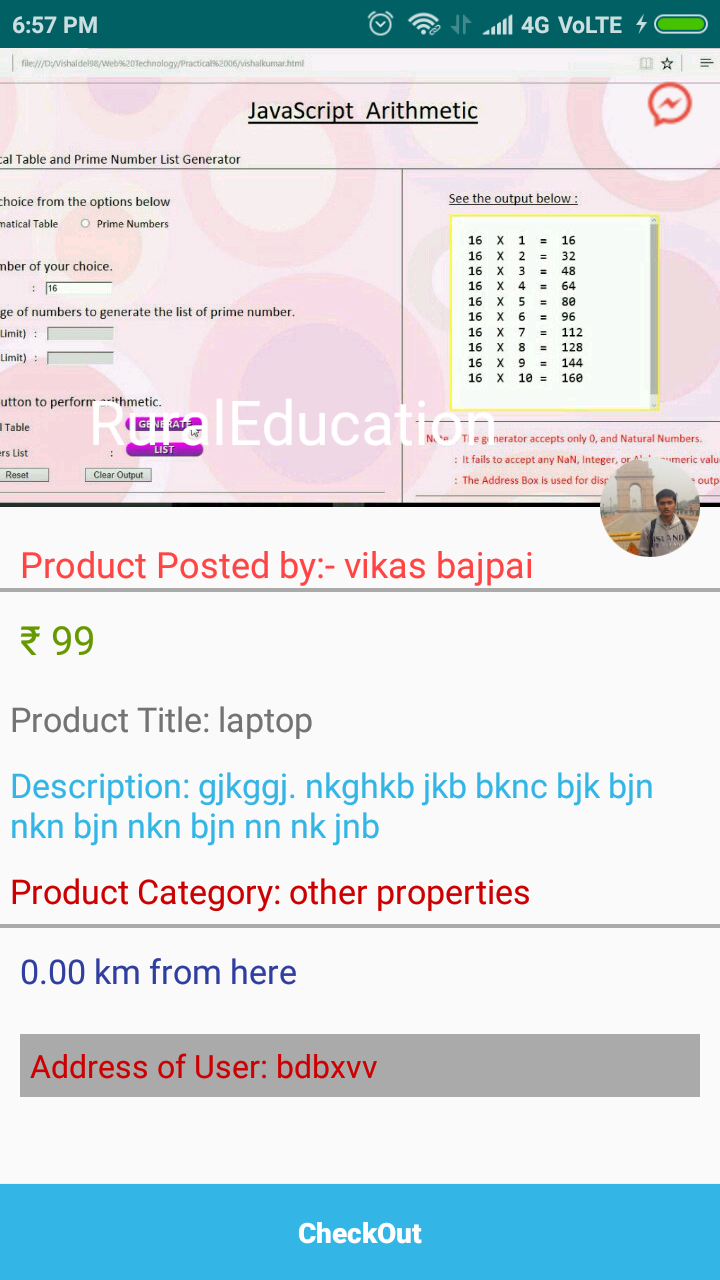 6:57 PM 4G VoLTE
file:///D:/Vishaldel98/Web%20Technology/Practical%2006/vishalkumar.html
JavaScript Arithmetic
cal Table and Prime Number List Generator
choice from the options below
matical Table Prime Numbers
mber of your choice.
: 16
ge of numbers to generate the list of prime number.
Limit) :
Limit) :
utton to perform arithmetic.
l Table GENERATE
rs List : LIST
Reset Clear Output
See the output below :
16 X 1 = 16
16 X 2 = 32
16 X 3 = 48
16 X 4 = 64
16 X 5 = 80
16 X 6 = 96
16 X 7 = 112
16 X 8 = 128
16 X 9 = 144
16 X 10 = 160
Note : The generator accepts only 0, and Natural Numbers.
: It fails to accept any NaN, Integer, or numeric valu
: The Address Box is used for outp
RuralEducation
Product Posted by:- vikas bajpai
₹ 99
Product Title: laptop
Description: gjkggj. nkghkb jkb bknc bjk bjn
nkn bjn nkn bjn nn nk jnb
Product Category: other properties
0.00 km from here
Address of User: bdbxvv
CheckOut